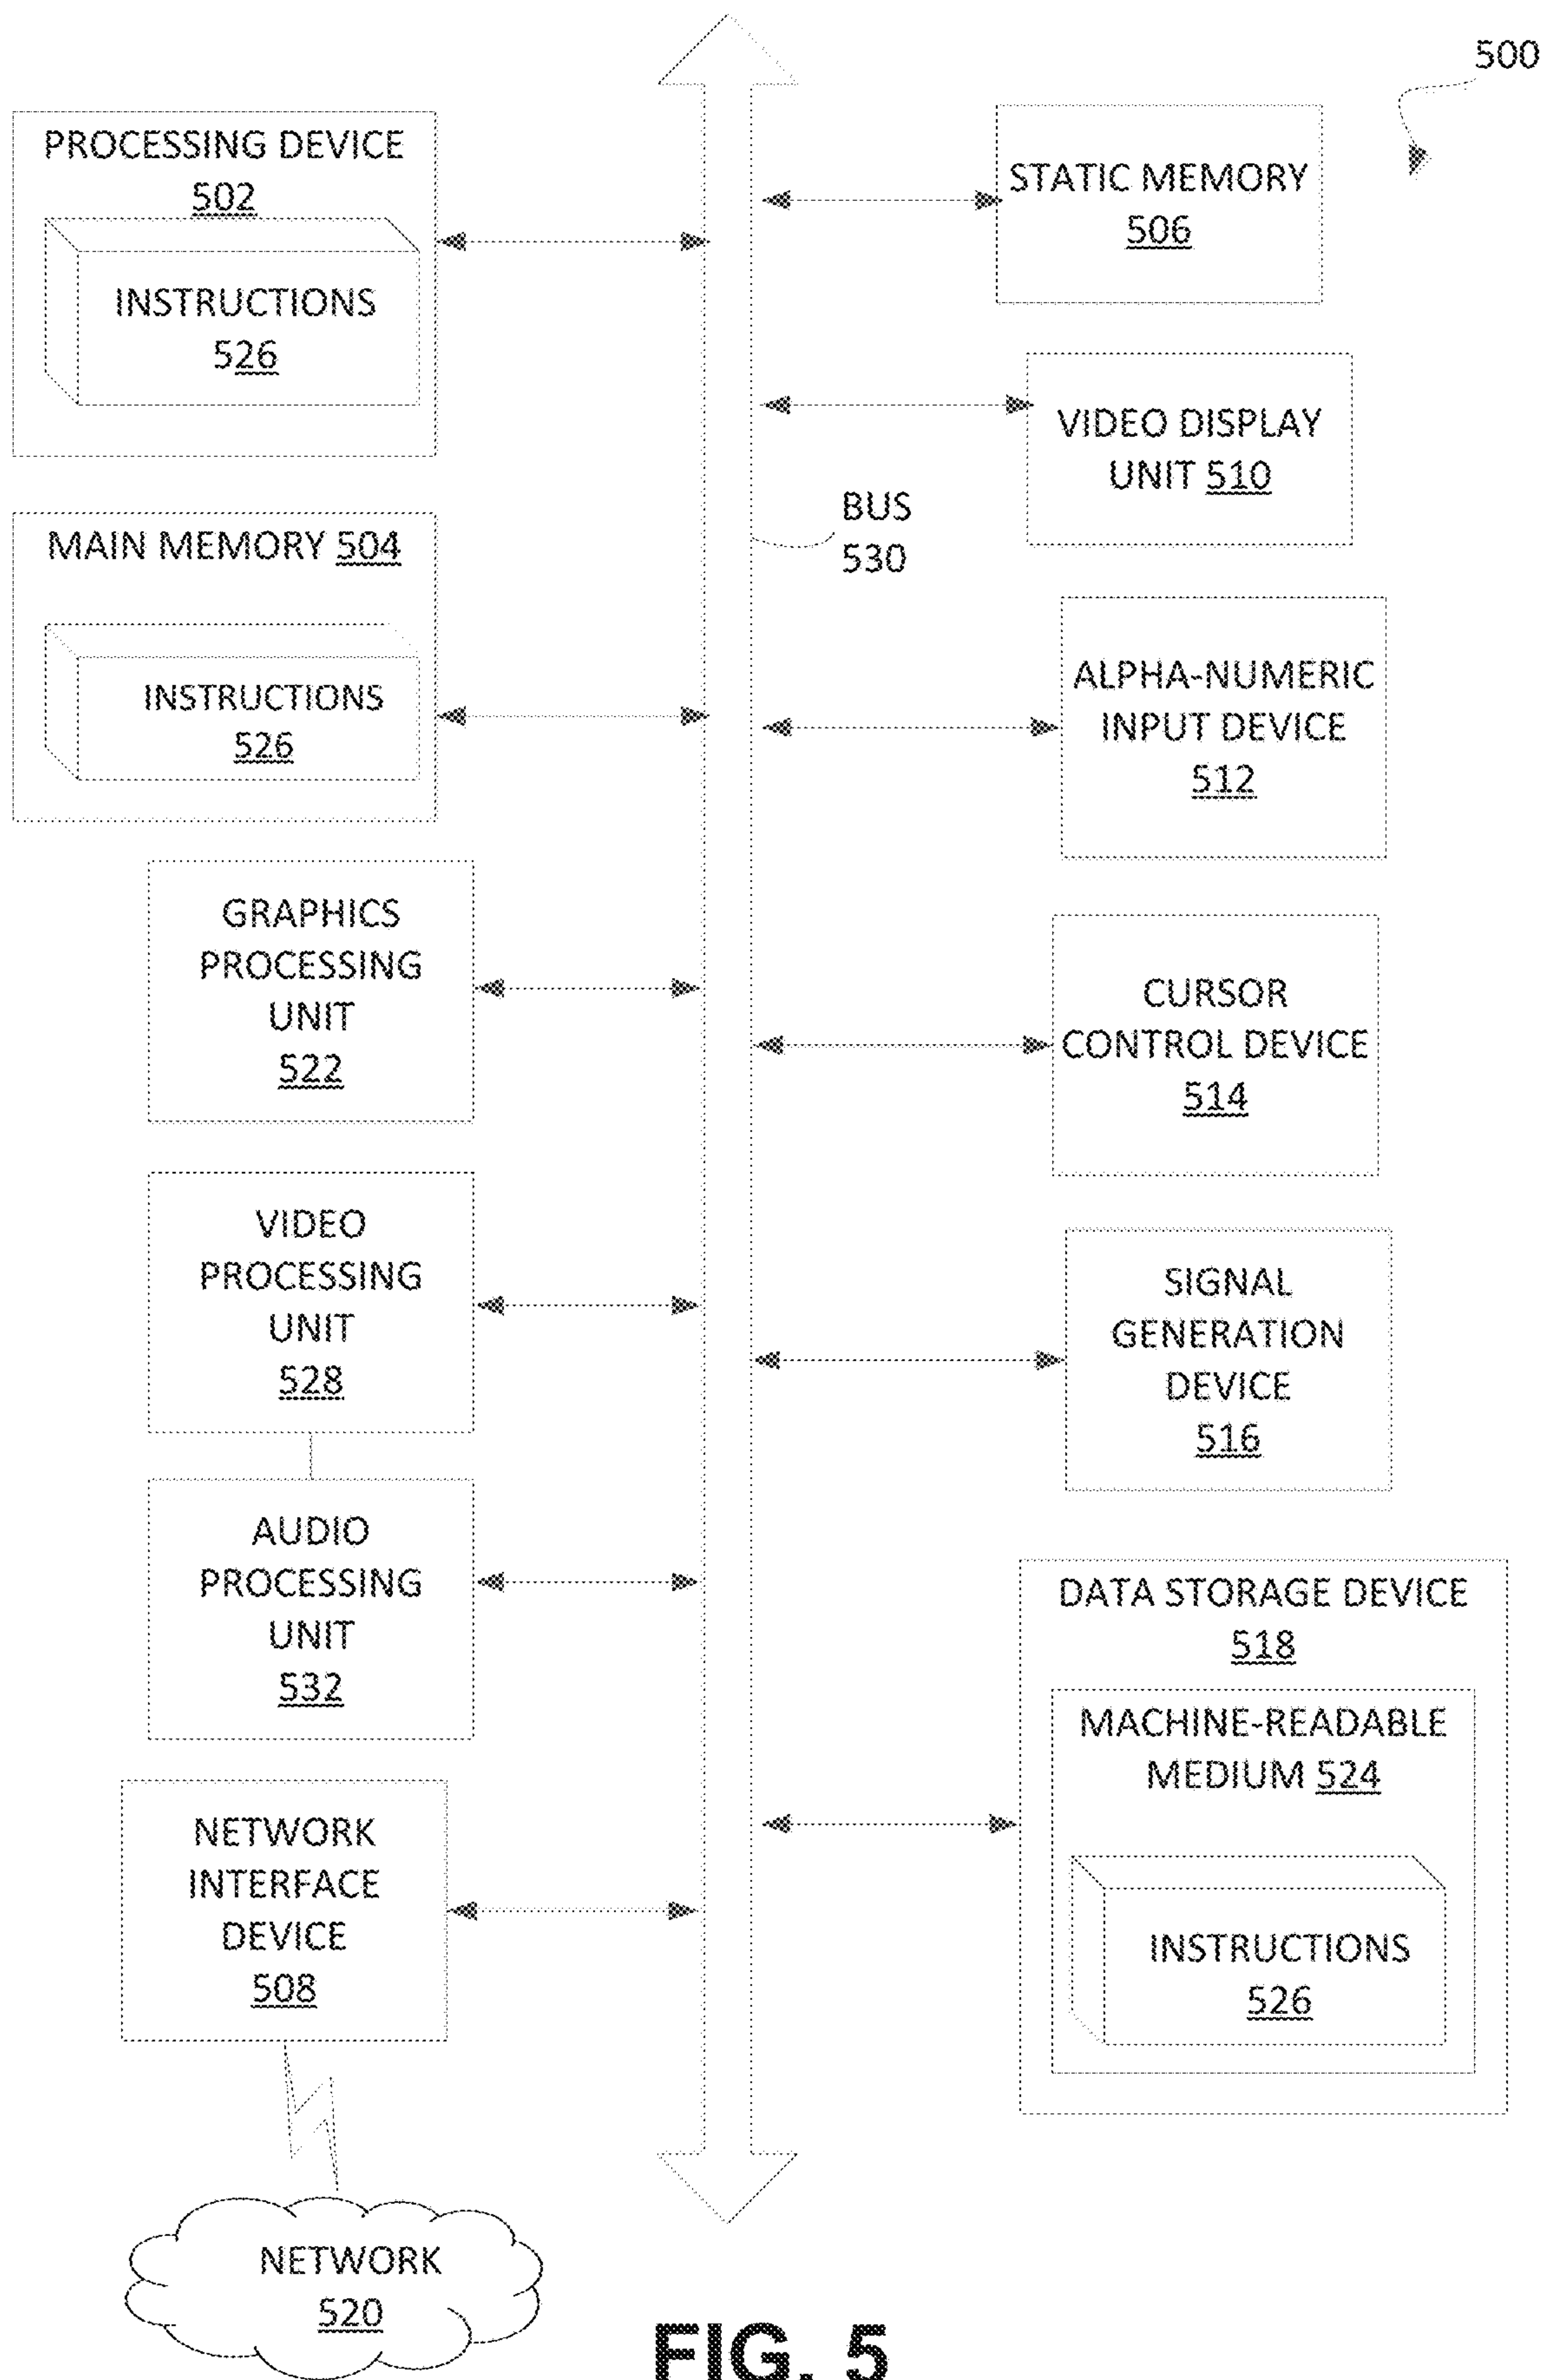 500
PROCESSING DEVICE
502
INSTRUCTIONS
526
STATIC MEMORY
506
VIDEO DISPLAY
UNIT 510
BUS
530
MAIN MEMORY 504
INSTRUCTIONS
526
ALPHA-NUMERIC
INPUT DEVICE
512
GRAPHICS
PROCESSING
UNIT
522
CURSOR
CONTROL DEVICE
514
VIDEO
PROCESSING
UNIT
528
SIGNAL
GENERATION
DEVICE
516
AUDIO
PROCESSING
UNIT
532
DATA STORAGE DEVICE
518
MACHINE-READABLE
MEDIUM 524
INSTRUCTIONS
526
NETWORK
INTERFACE
DEVICE
508
NETWORK
520
FIG. 5